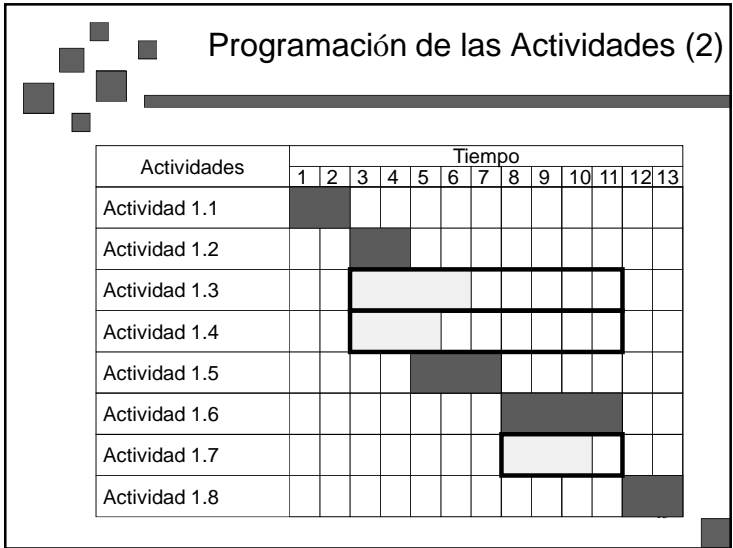 Programación de las Actividades (2)
Actividades
Tiempo
1 2 3 4 5 6 7 8 9 10 11 12 13
Actividad 1.1
Actividad 1.2
Actividad 1.3
Actividad 1.4
Actividad 1.5
Actividad 1.6
Actividad 1.7
Actividad 1.8